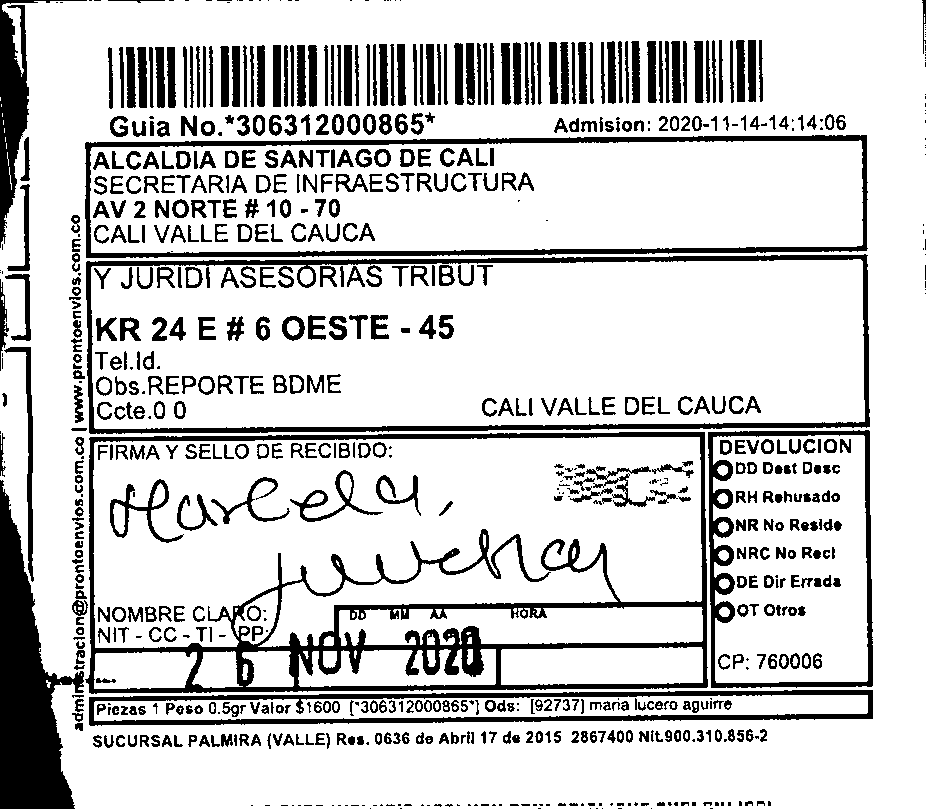 Guia No.*306312000865* Admision: 2020-11-14-14:14:06
ALCALDIA DE SANTIAGO DE CALI
SECRETARIA DE INFRAESTRUCTURA
AV 2 NORTE # 10 - 70
CALI VALLE DEL CAUCA
Y JURIDI ASESORIAS TRIBUT
KR 24 E # 6 OESTE - 45
Tel.Id.
Obs.REPORTE BDME
Ccte.0 0 CALI VALLE DEL CAUCA
administracion@prontoenvios.com.co | www.prontoenvios.com.co
FIRMA Y SELLO DE RECIBIDO:
Marcela
NOMBRE CLARO:
NIT - CC - TI - PP:
DD MM AA HORA
26 NOV 2020
DEVOLUCION
DD Dest Desc
RH Rehusado
NR No Reside
NRC No Recl
DE Dir Errada
OT Otros
CP: 760006
Piezas 1 Peso 0.5gr Valor $1600 [*306312000865*] Ods: [92737] maria lucero aguirre
SUCURSAL PALMIRA (VALLE) Res. 0636 de Abril 17 de 2015 2867400 Nit.900.310.856-2